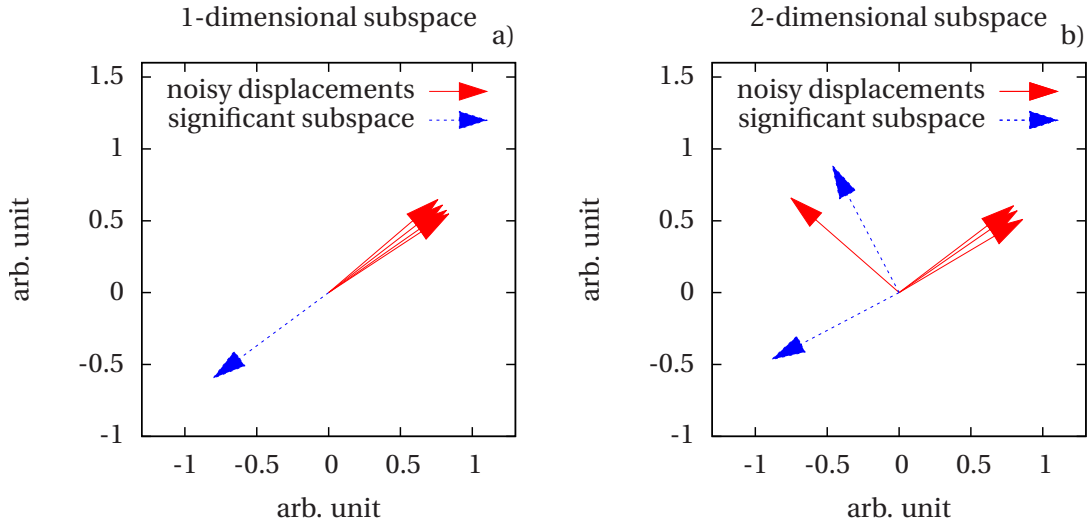 1-dimensional subspace
a)
noisy displacements
significant subspace
1.5
1
0.5
0
-0.5
-1
-1 -0.5 0 0.5 1
arb. unit
arb. unit
2-dimensional subspace
b)
noisy displacements
significant subspace
1.5
1
0.5
0
-0.5
-1
-1 -0.5 0 0.5 1
arb. unit
arb. unit